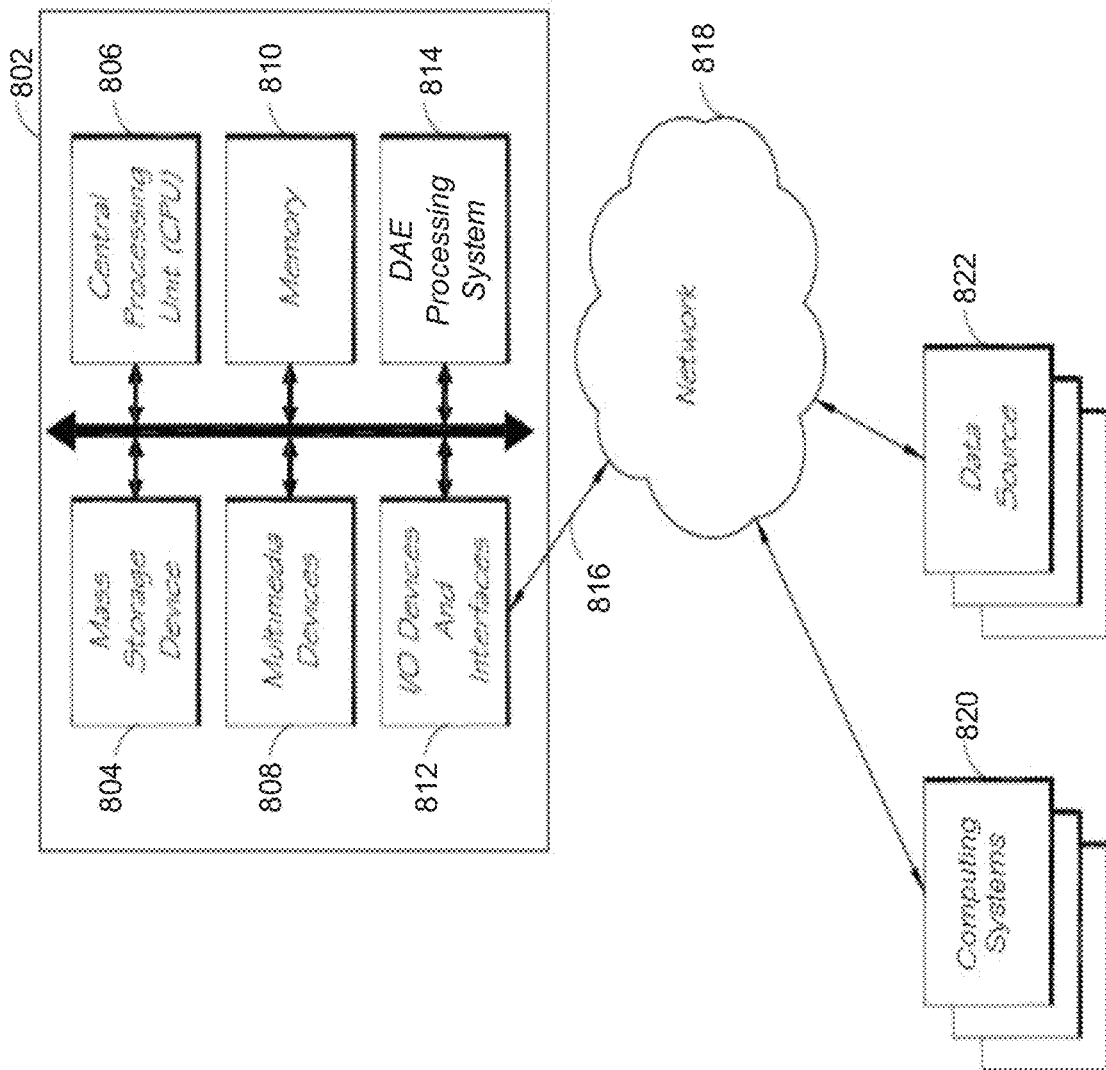 802
Mass
Storage
Device
804
Central
Processing
Unit (CPU)
806
Multimedia
Devices
808
Memory
810
I/O Devices
And
Interfaces
812
DAE
Processing
System
814
816
Network
818
Computing
Systems
820
Data
Source
822